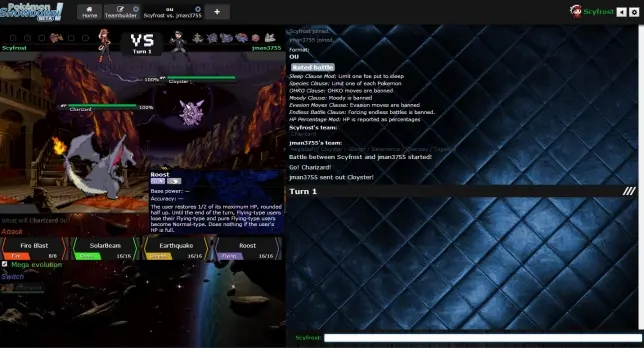 Pokémon
Showdown!
BETA
Home
Teambuilder
OU
Scyfrost vs. jman3755
Scyfrost
Scyfrost
VS
Turn 1
jman3755
100%
Cloyster
100%
Charizard
Roost
Base power: —
Accuracy: —
The user restores 1/2 of its maximum HP, rounded
half up. Until the end of the turn, Flying-type users
lose their Flying-type and pure Flying-type users
become Normal-type. Does nothing if the user's
HP is full.
What will Charizard do?
Attack
Fire Blast
Fire
8/8
SolarBeam
16/16
Earthquake
16/16
Roost
Flying
16/16
Mega evolution
Switch
Scyfrost joined.
jman3755 joined.
Format:
OU
Rated battle
Sleep Clause Mod: Limit one foe put to sleep
Species Clause: Limit one of each Pokemon
OHKO Clause: OHKO moves are banned
Moody Clause: Moody is banned
Evasion Moves Clause: Evasion moves are banned
Endless Battle Clause: Forcing endless battles is banned.
HP Percentage Mod: HP is reported as percentages
Scyfrost's team:
Charizard
jman3755's team:
Battle between Scyfrost and jman3755 started!
Go! Charizard!
jman3755 sent out Cloyster!
Turn 1
Scyfrost: